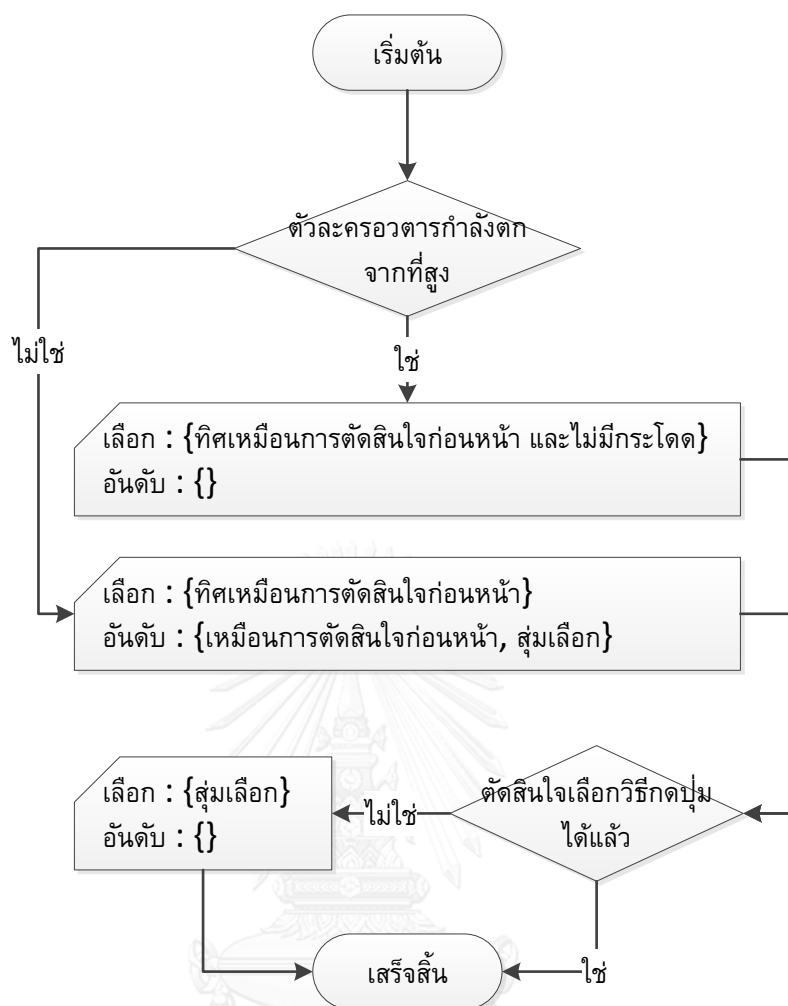 เริ่มต้น
ตัวละครอวตารกำลังตก
จากที่สูง
ไม่ใช่
ใช่
เลือก : {ทิศเหมือนการตัดสินใจก่อนหน้า และไม่มีกระโดด}
อันดับ : {}
เลือก : {ทิศเหมือนการตัดสินใจก่อนหน้า}
อันดับ : {เหมือนการตัดสินใจก่อนหน้า, สุ่มเลือก}
เลือก : {สุ่มเลือก}
อันดับ : {}
ไม่ใช่
ตัดสินใจเลือกวิธีกดปุ่ม
ได้แล้ว
เสร็จสิ้น
ใช่